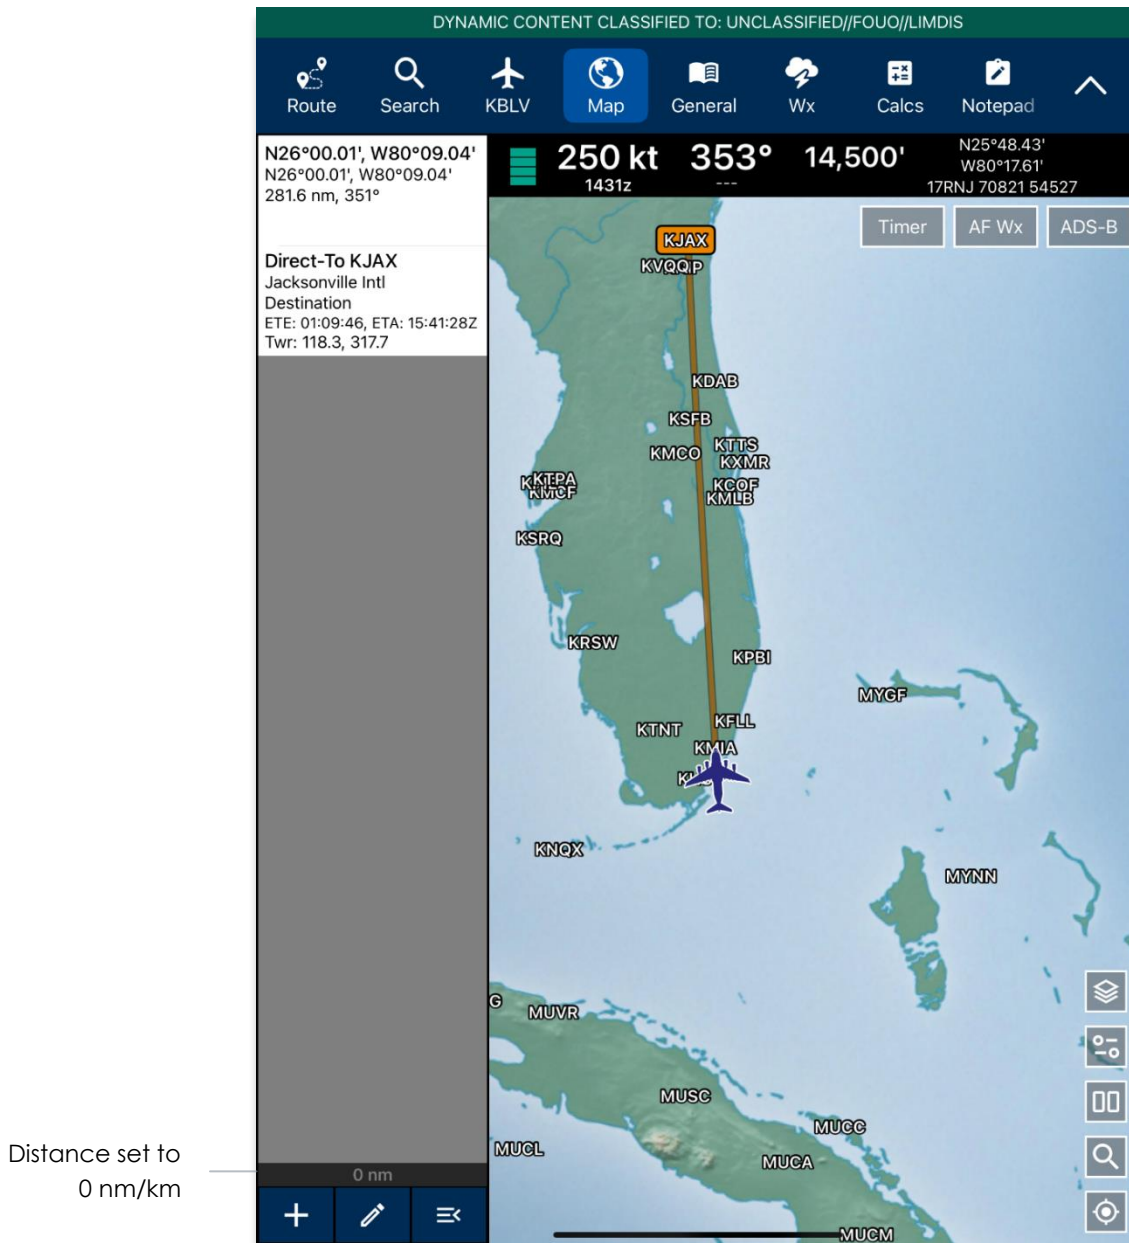 DYNAMIC CONTENT CLASSIFIED TO: UNCLASSIFIED//FOUO//LIMDIS
Route Search KBLV Map General Wx Calcs Notepad
N26°00.01', W80°09.04'
N26°00.01', W80°09.04'
281.6 nm, 351°
Direct-To KJAX
Jacksonville Intl
Destination
ETE: 01:09:46, ETA: 15:41:28Z
Twr: 118.3, 317.7
250 kt 353° 14,500'
1431z ---
N25°48.43'
W80°17.61'
17RNJ 70821 54527
Timer AF Wx ADS-B
KJAX
KDAB
KSFB
KTTS
KMCO
KXMR
KTPA
KCOF
KMCF
KMLB
KSRQ
KRSW
KPBI
MYGF
KFLL
KTNT
KMIA
KNQX
MYNN
G
MUVR
MUSC
MUCC
MUCL
MUCA
MUCM
Distance set to
0 nm/km
0 nm